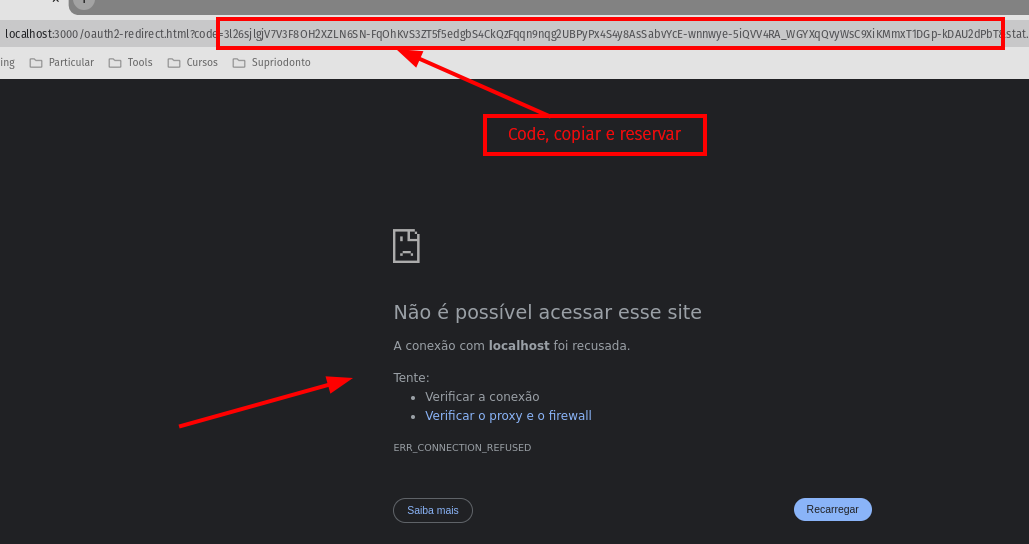 localhost:3000/oauth2-redirect.html?code=3l26sjlgjV7V3F8OH2XZLN6SN-FqOhKvS3ZT5f5edgbS4CkQzFqqn9nqg2UBPyPx4S4y8AsSabvYcE-wnnwye-5iQVV4RA_WGYXqQvyWsC9XiKMmxT1DGp-kDAU2dPbT&stat.
ing Particular Tools Cursos Supriodonto
Code, copiar e reservar
Não é possível acessar esse site
A conexão com localhost foi recusada.
Tente:
Verificar a conexão
Verificar o proxy e o firewall
ERR_CONNECTION_REFUSED
Saiba mais Recarregar